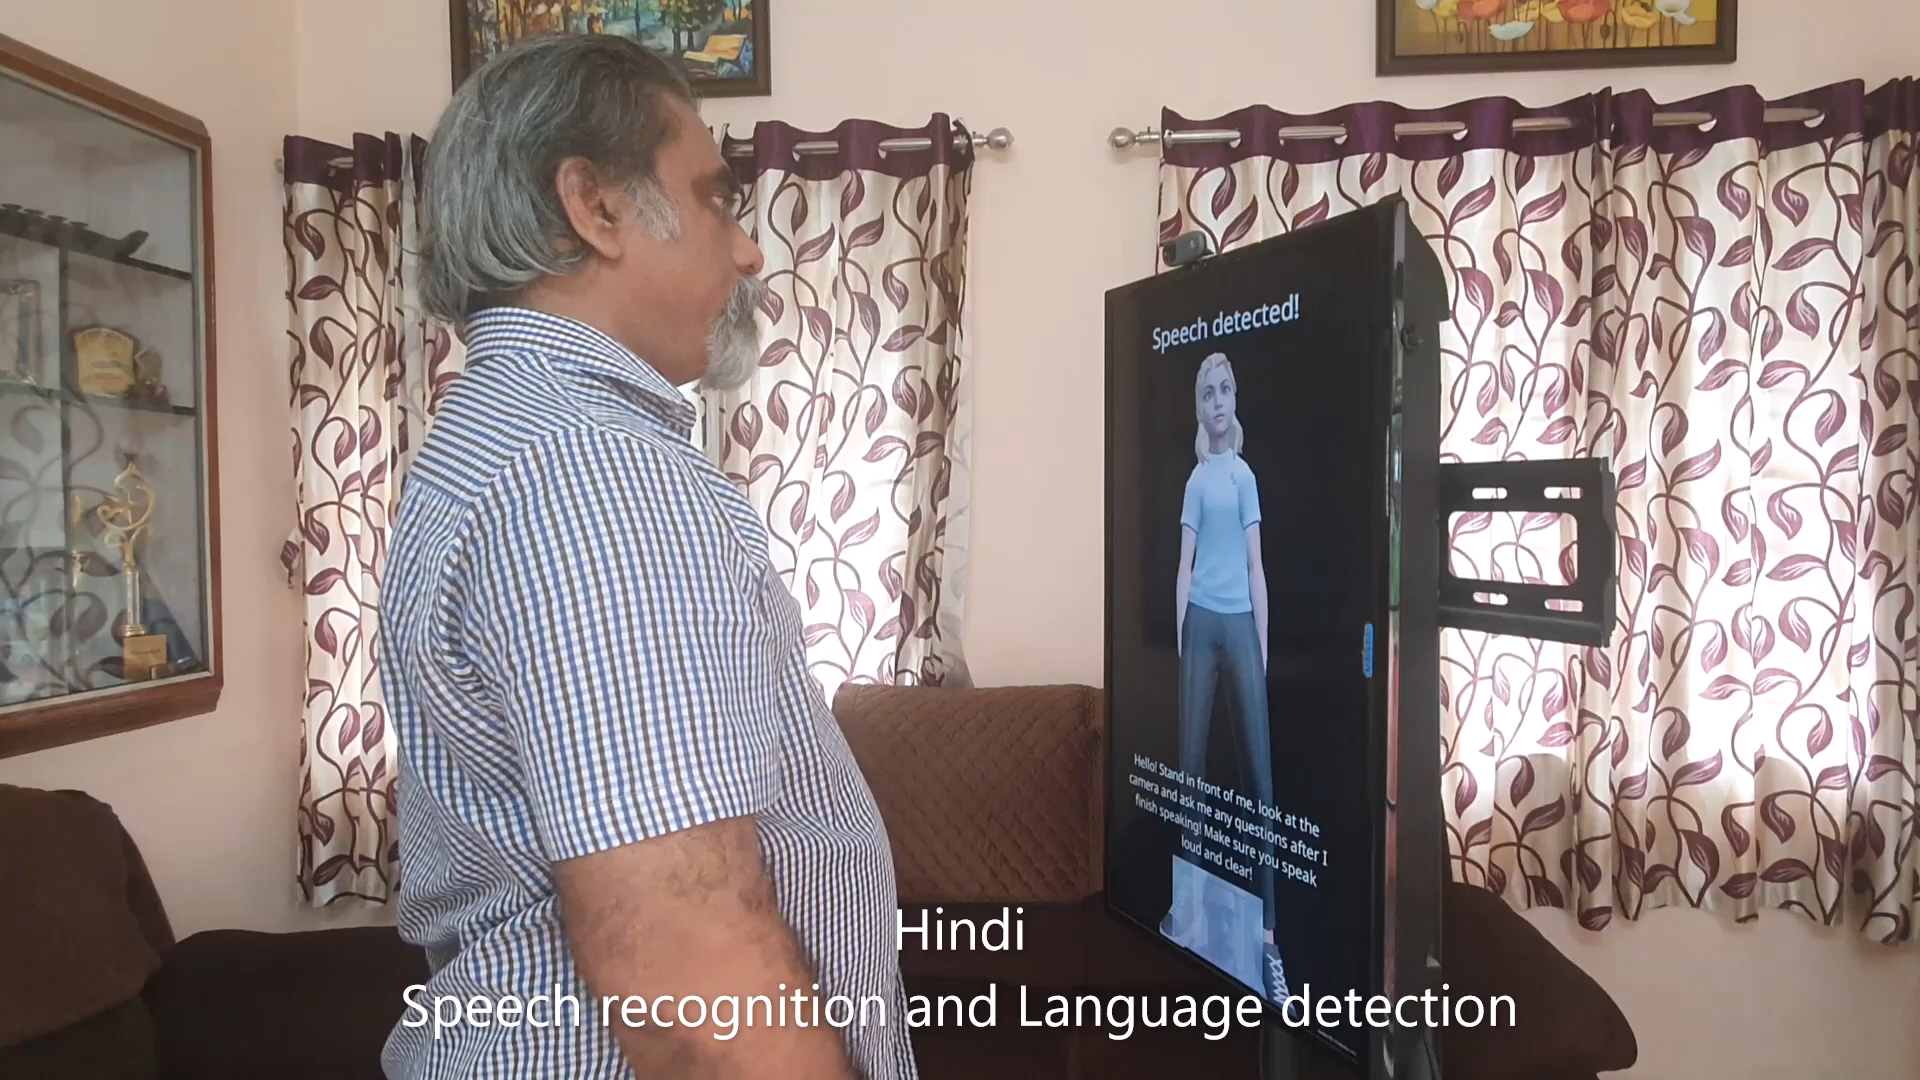 Speech detected!
Hello! Stand in front of me, look at the
camera and ask me any questions after I
finish speaking! Make sure you speak
loud and clear!
Hindi
Speech recognition and Language detection